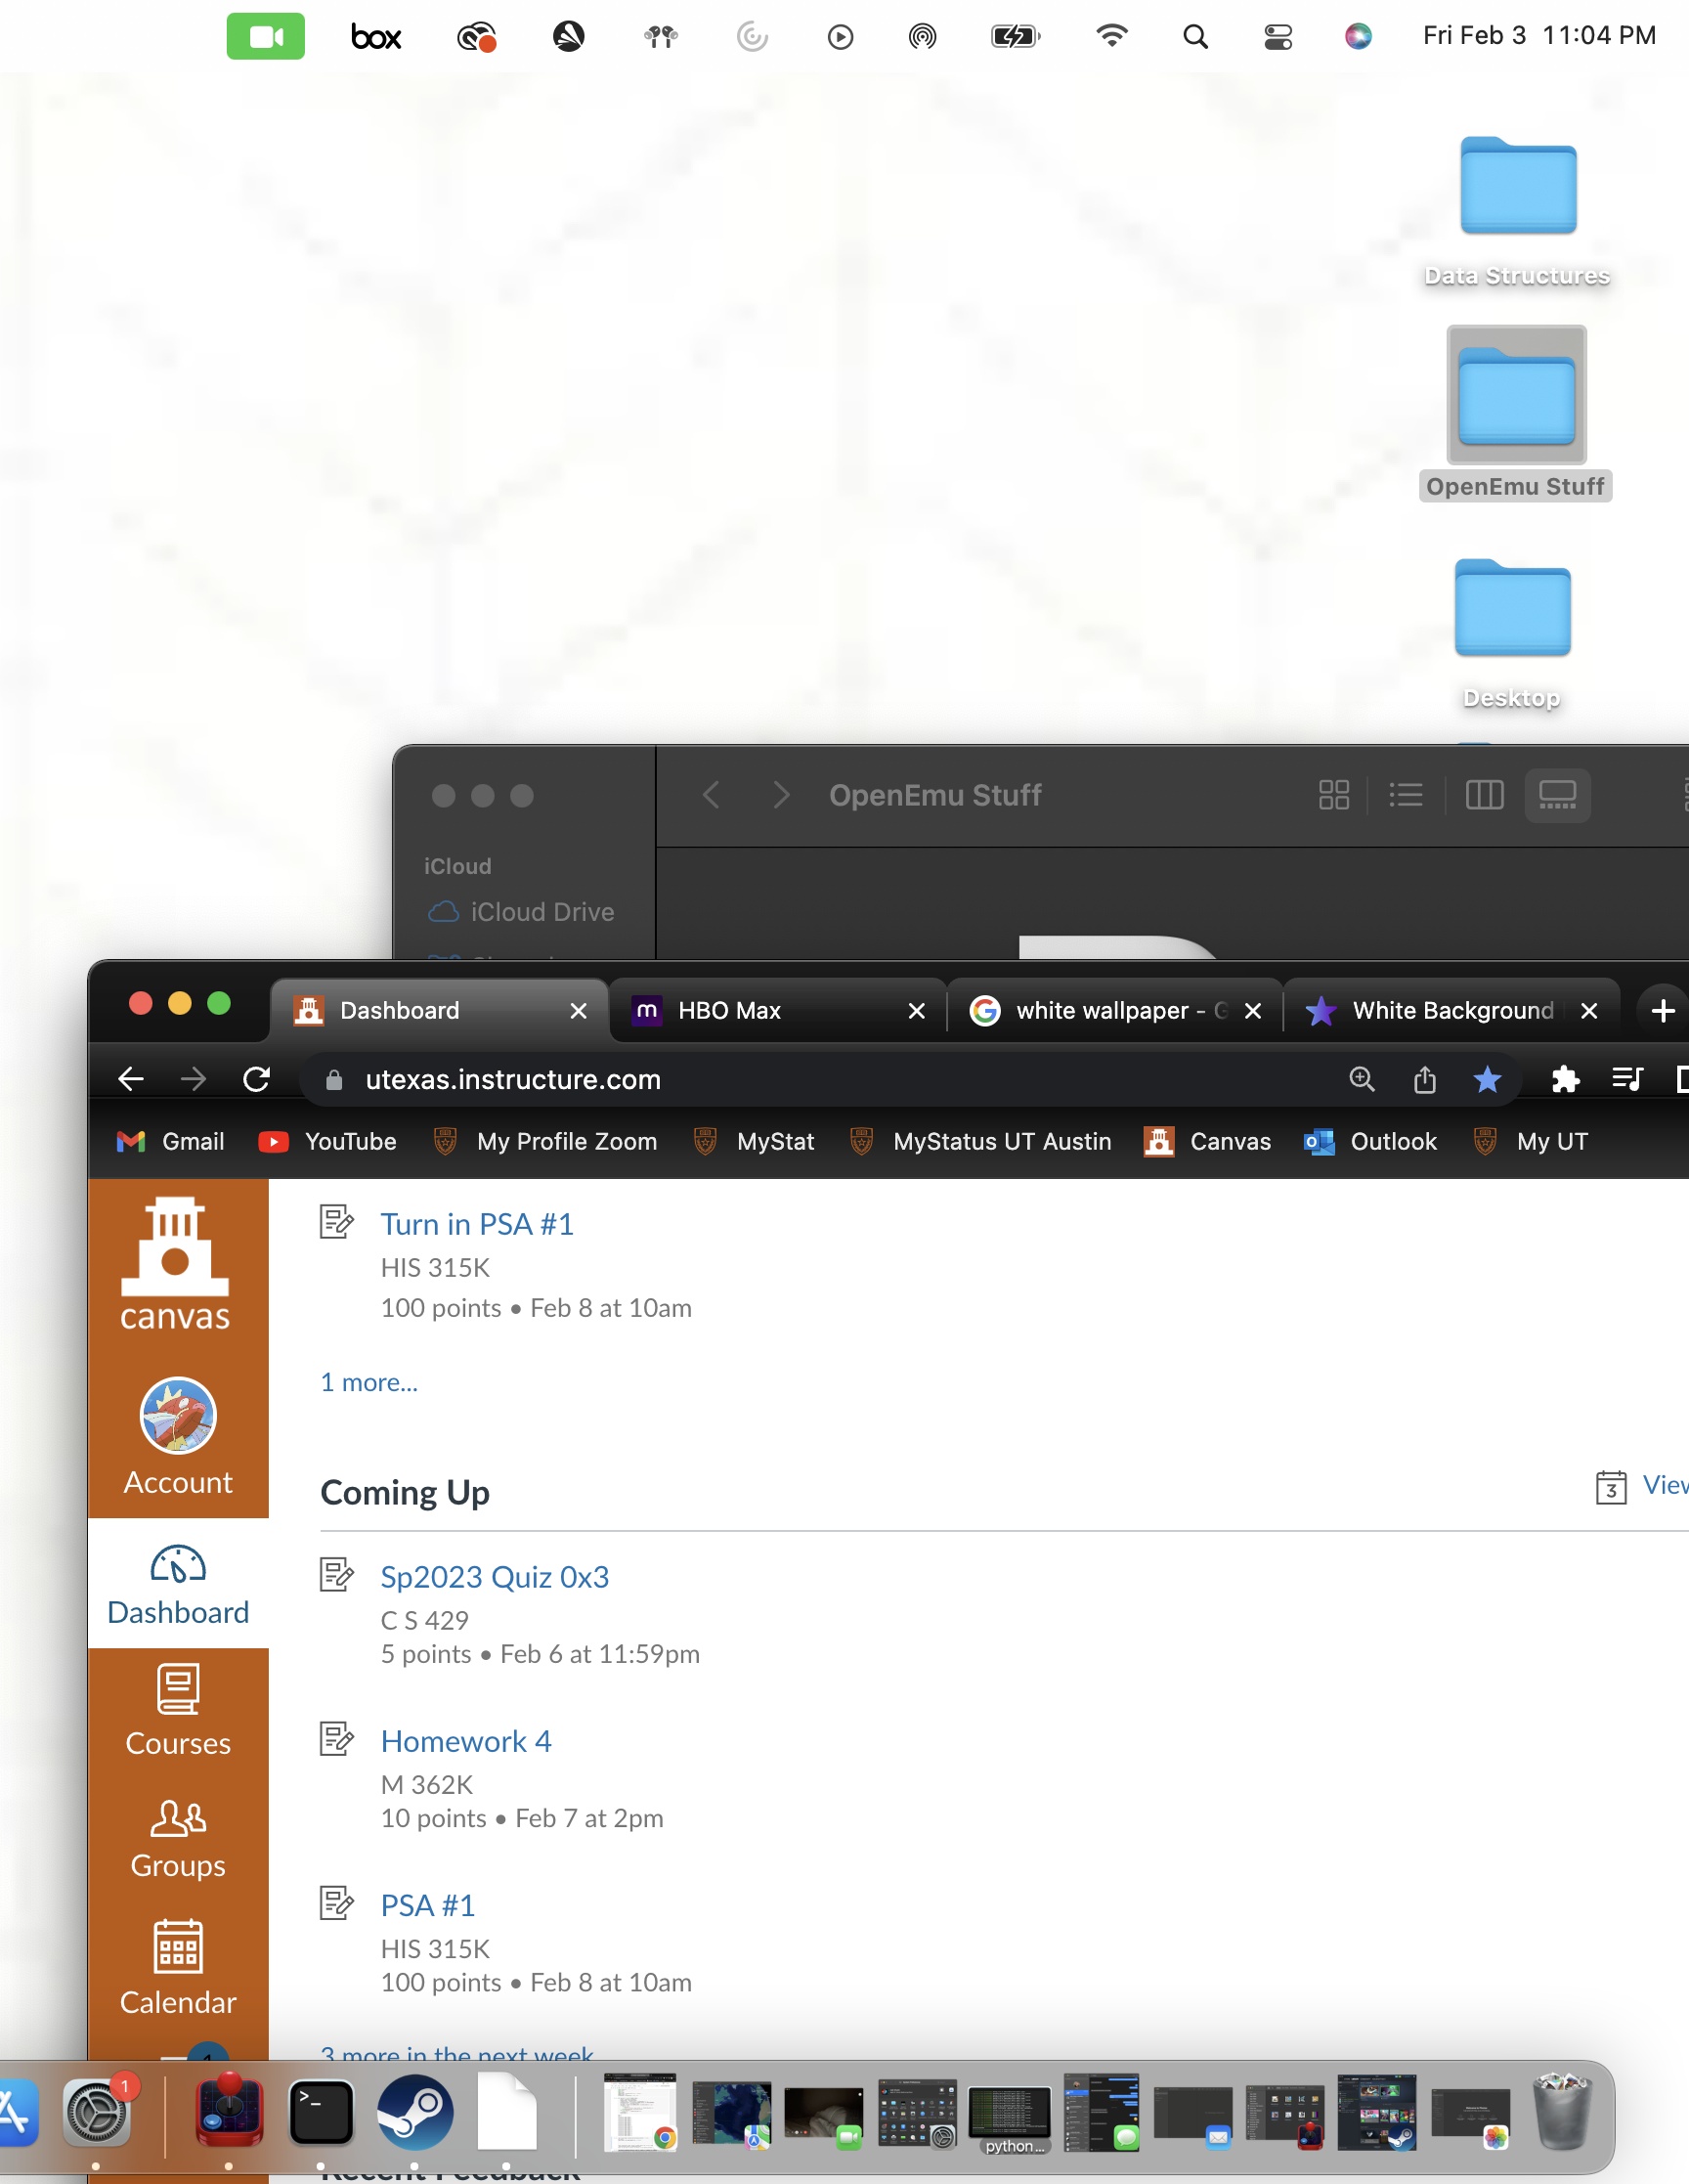 box
Fri Feb 3 11:04 PM
Data Structures
OpenEmu Stuff
Desktop
OpenEmu Stuff
iCloud
iCloud Drive
Dashboard
m HBO Max
white wallpaper - G
White Background
utexas.instructure.com
Gmail
YouTube
My Profile Zoom
MyStat
MyStatus UT Austin
Canvas
Outlook
My UT
canvas
Account
Dashboard
Courses
Groups
Calendar
Turn in PSA #1
HIS 315K
100 points • Feb 8 at 10am
1 more...
Coming Up
3 View
Sp2023 Quiz 0x3
C S 429
5 points • Feb 6 at 11:59pm
Homework 4
M 362K
10 points • Feb 7 at 2pm
PSA #1
HIS 315K
100 points • Feb 8 at 10am
3 more in the next week
1
1
python...
Recent Feedback